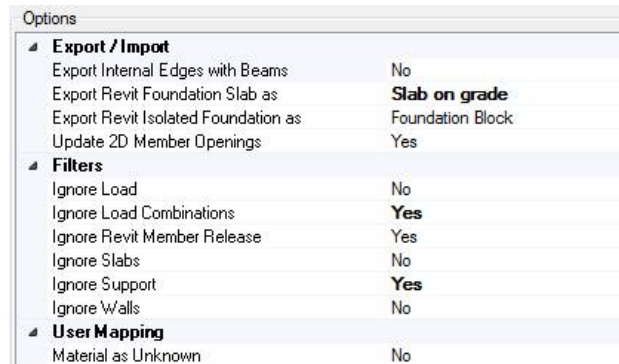 Options
Export / Import
Export Internal Edges with Beams No
Export Revit Foundation Slab as Slab on grade
Export Revit Isolated Foundation as Foundation Block
Update 2D Member Openings Yes
Filters
Ignore Load No
Ignore Load Combinations Yes
Ignore Revit Member Release Yes
Ignore Slabs No
Ignore Support Yes
Ignore Walls No
User Mapping
Material as Unknown No